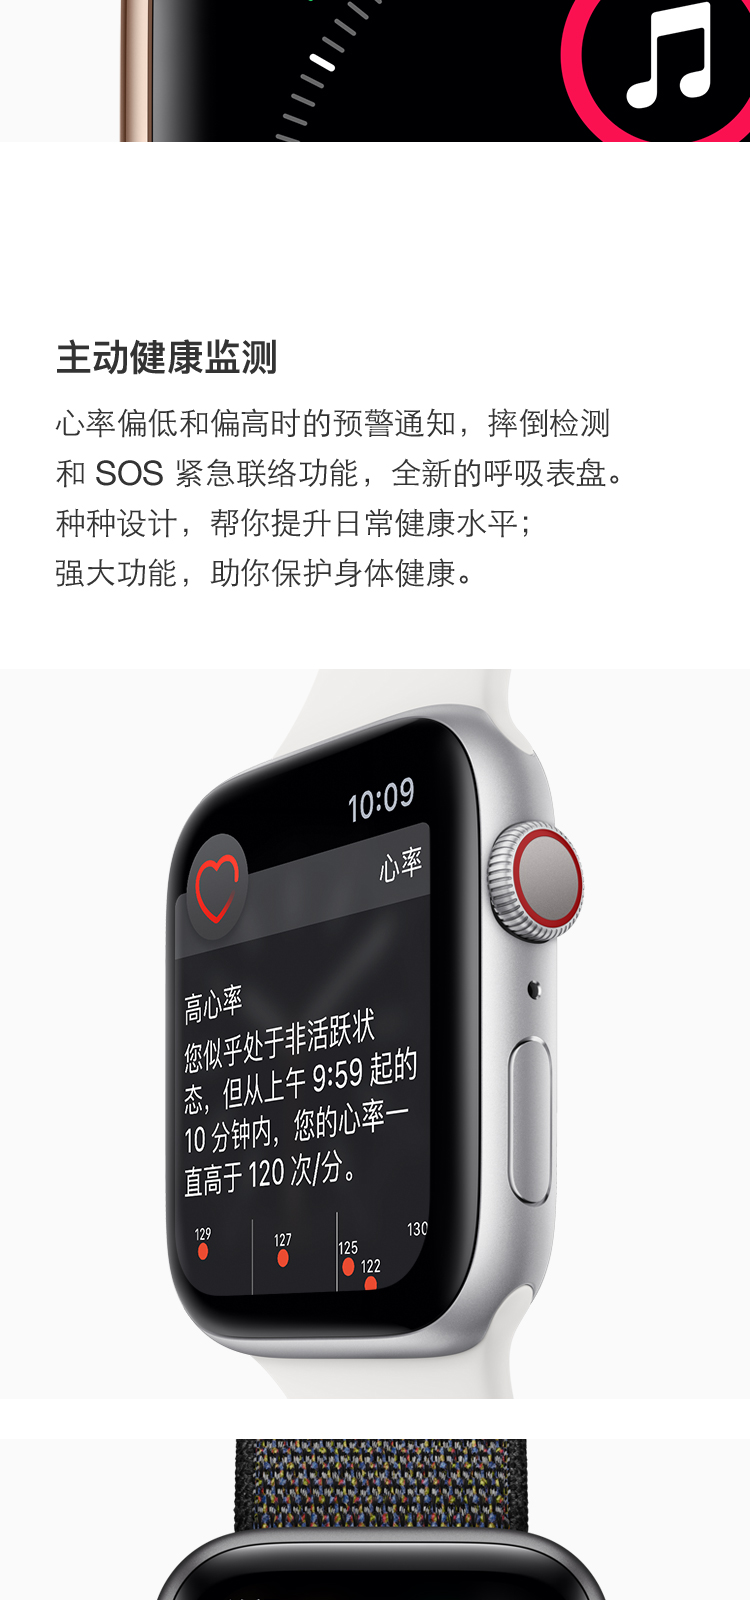 主动健康监测
心率偏低和偏高时的预警通知，摔倒检测
和 SOS 紧急联络功能，全新的呼吸表盘。
种种设计，帮你提升日常健康水平；
强大功能，助你保护身体健康。
10:09
心率
高心率
您似乎处于非活跃状
态，但从上午 9:59 起的
10 分钟内，您的心率一
直高于 120 次/分。
129
127
125
122
130